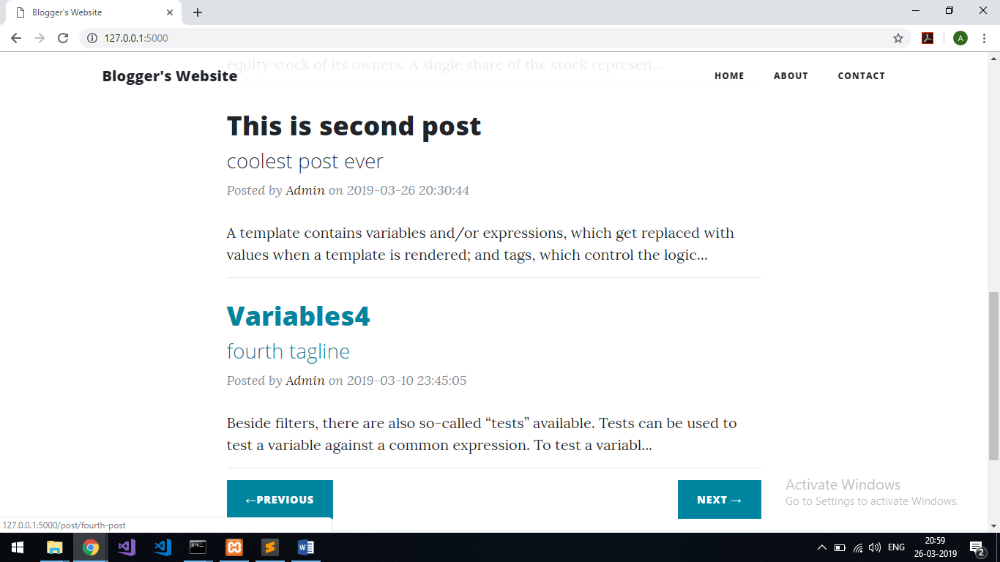 Blogger's Website
127.0.0.1:5000
A
equity stock of its owners. A single share of the stock represen...
Blogger's Website
HOME ABOUT CONTACT
This is second post
coolest post ever
Posted by Admin on 2019-03-26 20:30:44
A template contains variables and/or expressions, which get replaced with
values when a template is rendered; and tags, which control the logic...
Variables4
fourth tagline
Posted by Admin on 2019-03-10 23:45:05
Beside filters, there are also so-called “tests” available. Tests can be used to
test a variable against a common expression. To test a variabl...
←PREVIOUS
NEXT →
Activate Windows
Go to Settings to activate Windows.
127.0.0.1:5000/post/fourth-post
ENG
20:59
26-03-2019
2